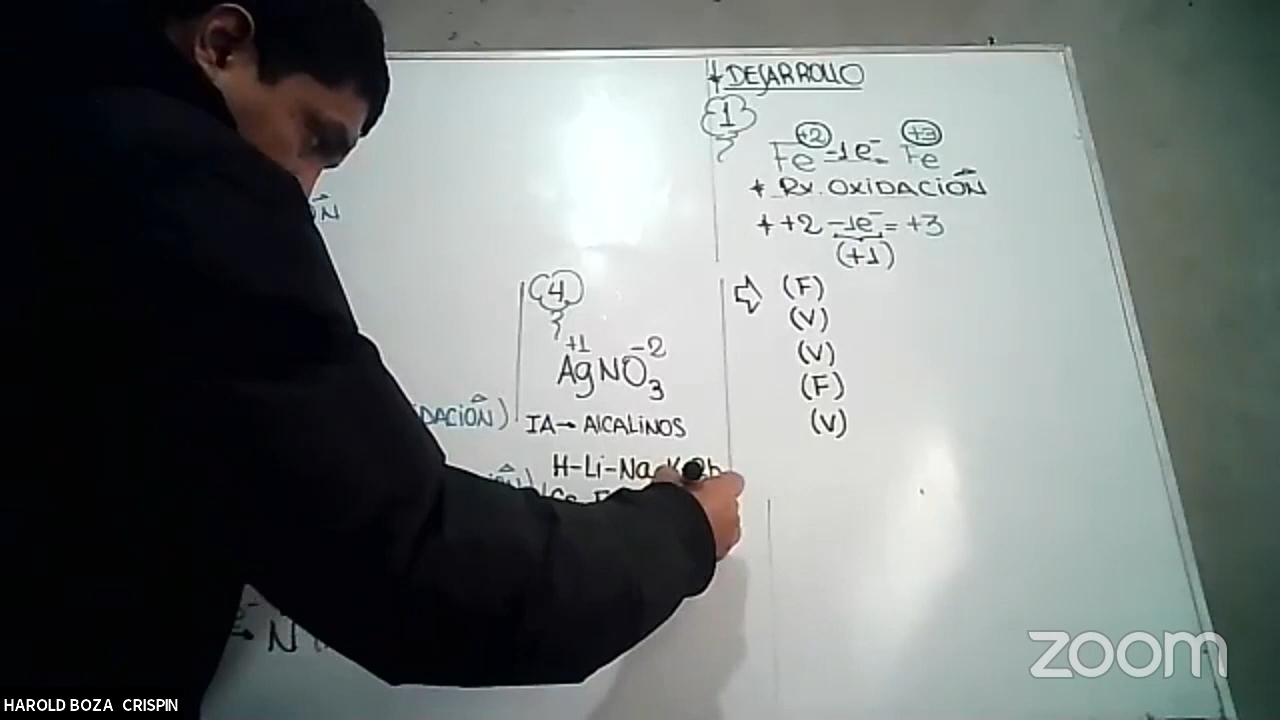 * DESARROLLO
1
+2 +3
Fe -1e⁻ = Fe
* Rx. OXIDACIÓN
* +2 -1e⁻ = +3
(+1)
(F)
(V)
(V)
(F)
(V)
4
+1 -2
AgNO₃
IA → AlCALiNOS
H-Li-Na-K-Rb
N
zoom
HAROLD BOZA CRISPIN